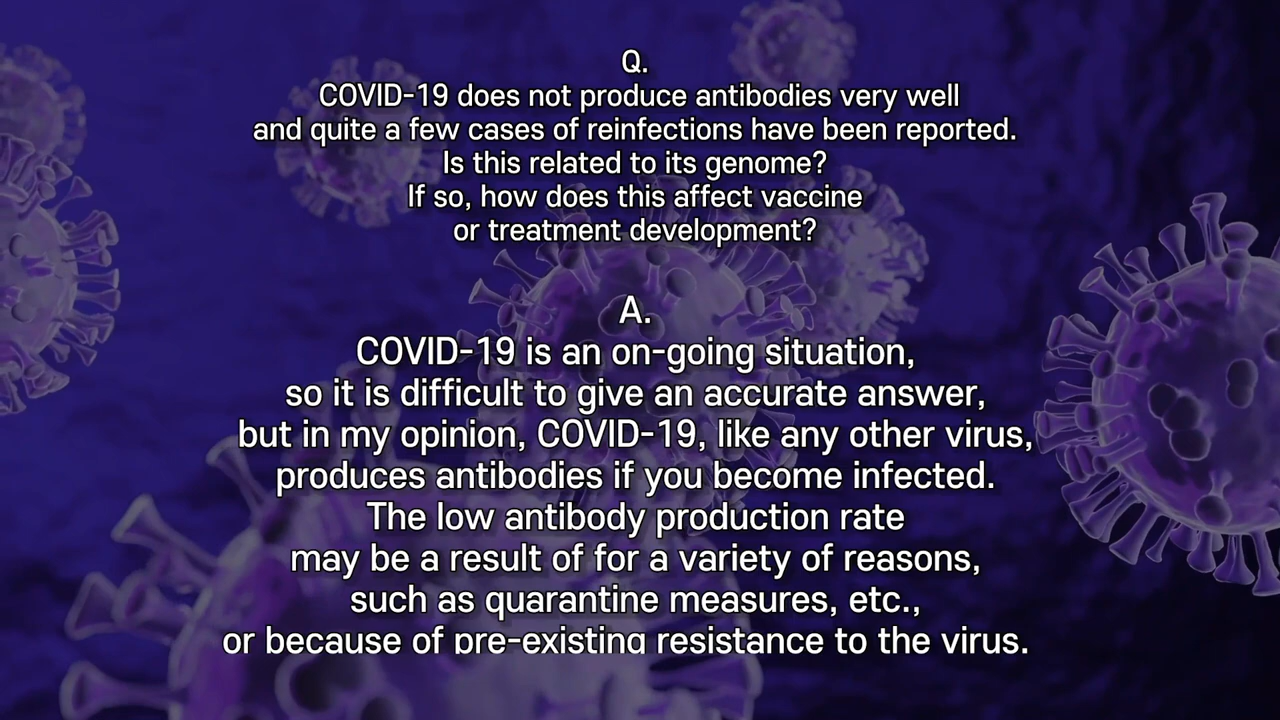 Q.
COVID-19 does not produce antibodies very well
and quite a few cases of reinfections have been reported.
Is this related to its genome?
If so, how does this affect vaccine
or treatment development?
A.
COVID-19 is an on-going situation,
so it is difficult to give an accurate answer,
but in my opinion, COVID-19, like any other virus,
produces antibodies if you become infected.
The low antibody production rate
may be a result of for a variety of reasons,
such as quarantine measures, etc.,
or because of pre-existing resistance to the virus.